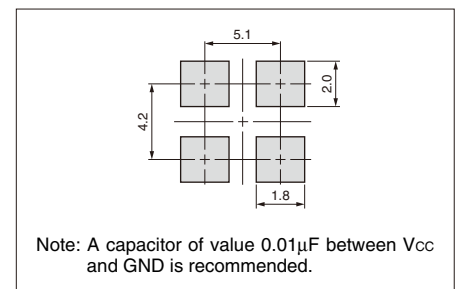 5.1
4.2
2.0
1.8
Note: A capacitor of value 0.01μF between Vcc
and GND is recommended.